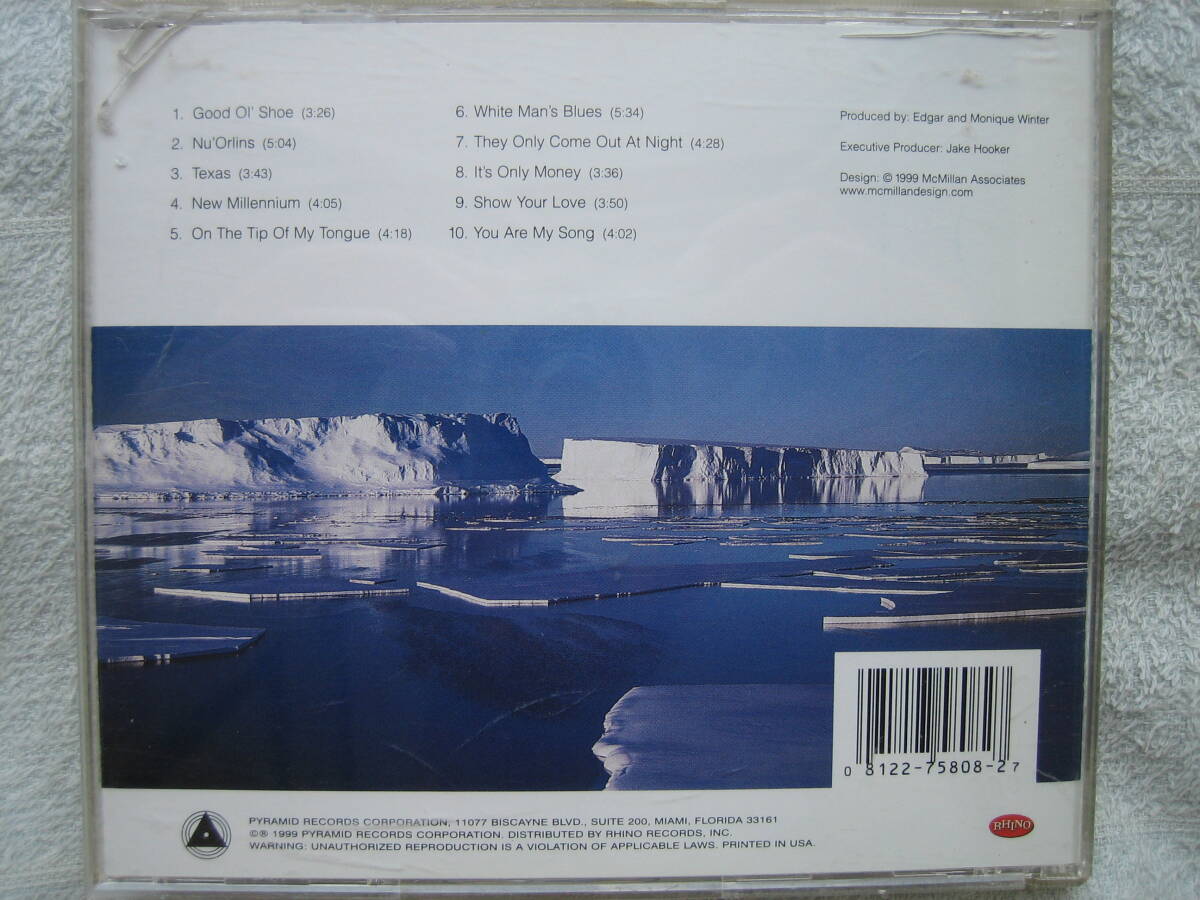 1. Good Ol' Shoe (3:26)
2. Nu'Orlins (5:04)
3. Texas (3:43)
4. New Millennium (4:05)
5. On The Tip Of My Tongue (4:18)
6. White Man's Blues (5:34)
7. They Only Come Out At Night (4:28)
8. It's Only Money (3:36)
9. Show Your Love (3:50)
10. You Are My Song (4:02)
Produced by: Edgar and Monique Winter
Executive Producer: Jake Hooker
Design: © 1999 McMillan Associates
www.mcmillandesign.com
0 8122-75808-2 7
PYRAMID RECORDS CORPORATION, 11077 BISCAYNE BLVD., SUITE 200, MIAMI, FLORIDA 33161
©℗ 1999 PYRAMID RECORDS CORPORATION. DISTRIBUTED BY RHINO RECORDS, INC.
WARNING: UNAUTHORIZED REPRODUCTION IS A VIOLATION OF APPLICABLE LAWS. PRINTED IN USA.
RHINO